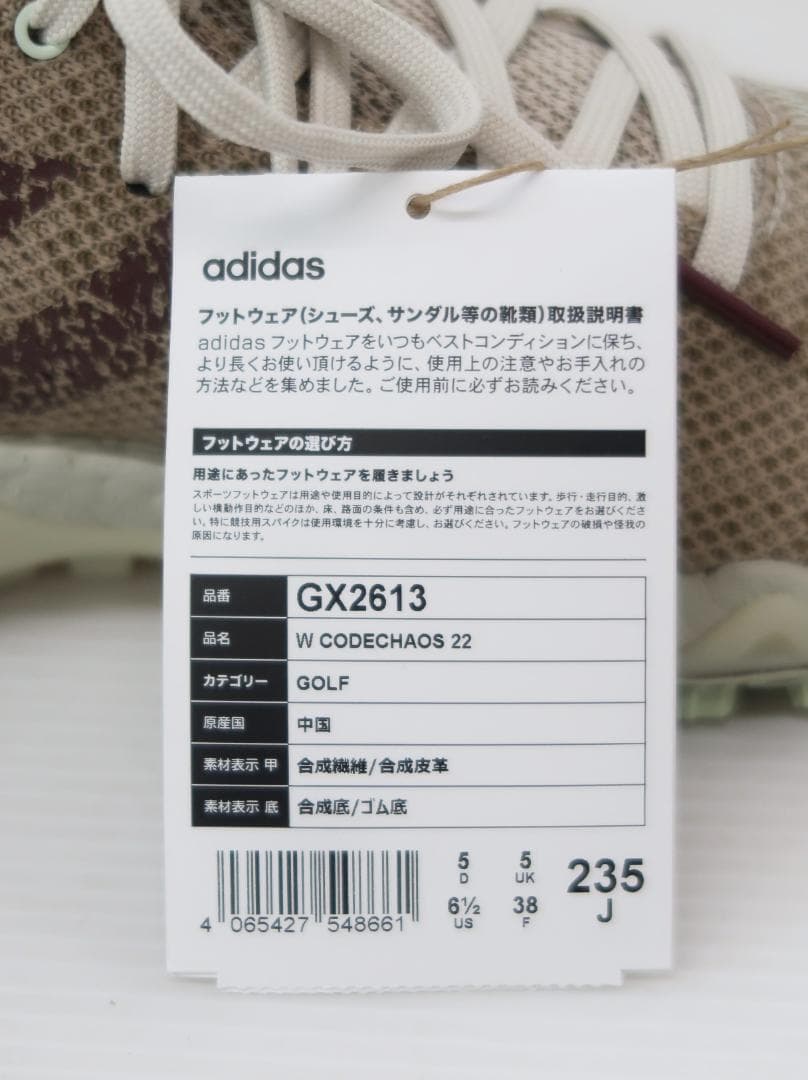 adidas
フットウェア(シューズ、サンダル等の靴類)取扱説明書
adidas フットウェアをいつもベストコンディションに保ち、
より長くお使い頂けるように、使用上の注意やお手入れの
方法などを集めました。ご使用前に必ずお読みください。
フットウェアの選び方
用途にあったフットウェアを履きましょう
スポーツフットウェアは用途や使用目的によって設計がそれぞれされています。歩行・走行目的、激
しい横動作目的などのほか、床、路面の条件も含め、必ず用途に合ったフットウェアをお選びくださ
い。特に競技用スパイクは使用環境を十分に考慮し、お選びください。フットウェアの破損や怪我の
原因になります。
品番 GX2613
品名 W CODECHAOS 22
カテゴリー GOLF
原産国 中国
素材表示 甲 合成繊維/合成皮革
素材表示 底 合成底/ゴム底
5 5 235
D UK J
6½ 38
US F
4 065427 548661